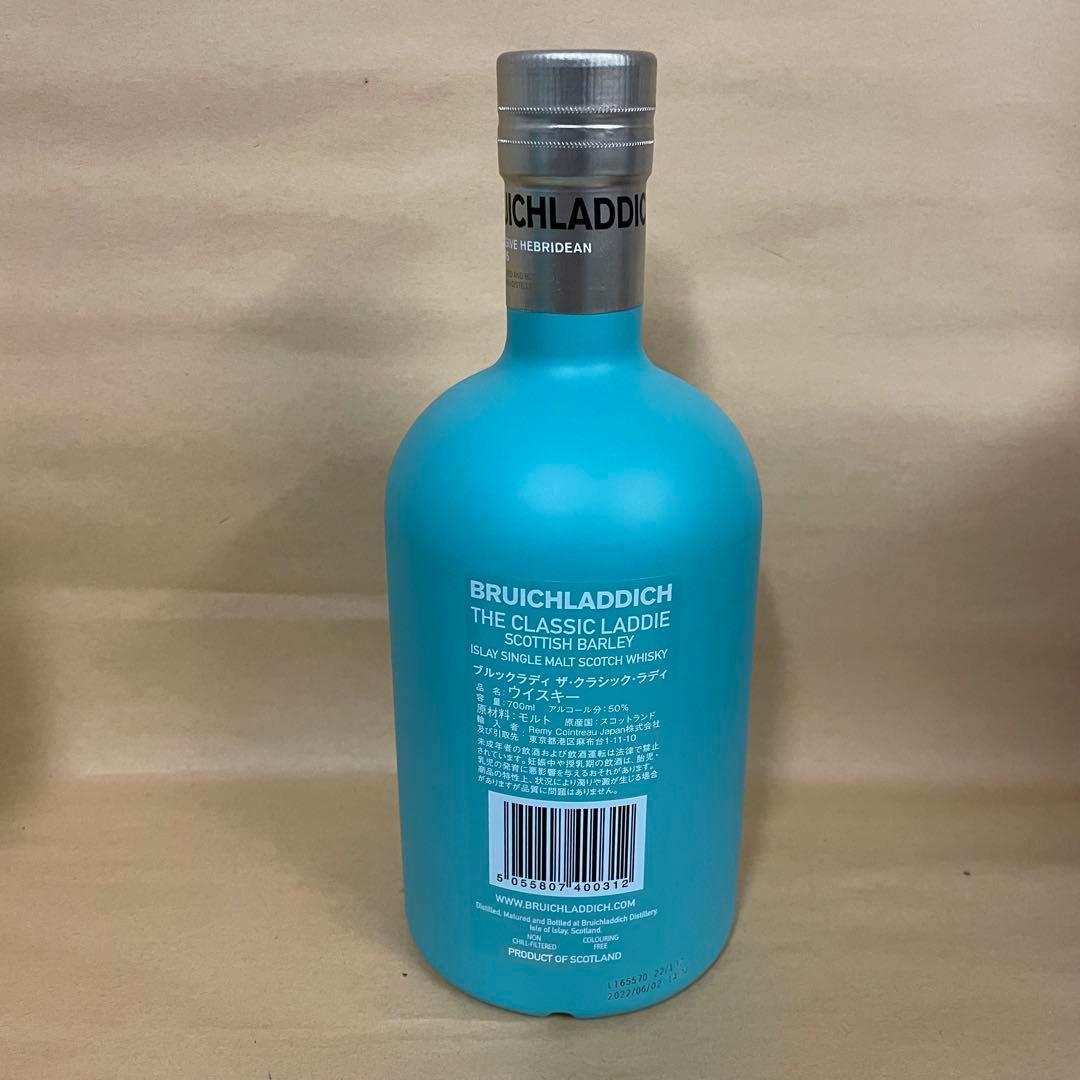 UICHLADDIC
SIVE HEBRIDEAN
BRUICHLADDICH
THE CLASSIC LADDIE
SCOTTISH BARLEY
ISLAY SINGLE MALT SCOTCH WHISKY
ブルックラディ ザ・クラシック・ラディ
品名:ウイスキー
容量:700ml アルコール分:50%
原材料:モルト 原産国:スコットランド
輸入者 Remy Cointreau Japan株式会社
及び引取先:東京都港区麻布台1-11-10
未成年者の飲酒および飲酒運転は法律で禁止
されています。妊娠中や授乳期の飲酒は、胎児・
乳児の発育に悪影響を与えるおそれがあります。
商品の特性上、状況により濁りや澱が生じる場合
がありますが品質に問題はありません。
5 055807 400312
WWW.BRUICHLADDICH.COM
Distilled, Matured and Bottled at Bruichladdich Distillery,
Isle of Islay, Scotland.
NON CHILL-FILTERED
COLOURING FREE
PRODUCT OF SCOTLAND
L165570
2022/06/02